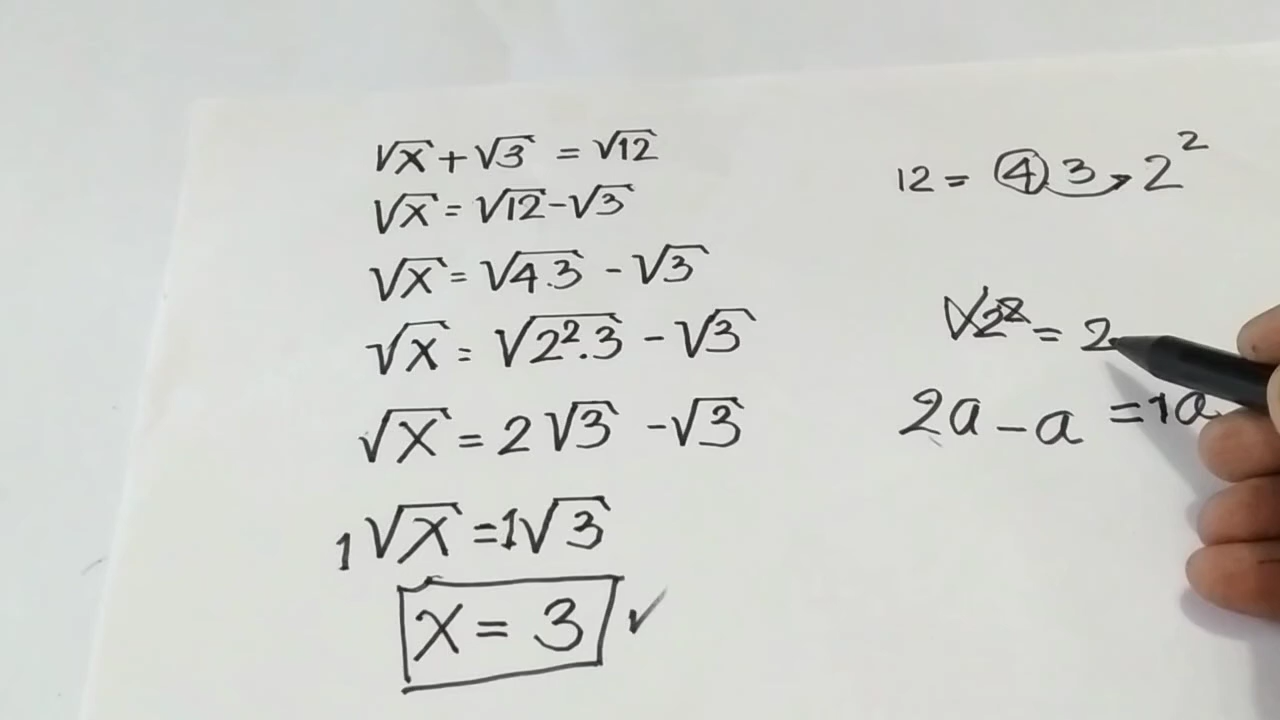 √x + √3 = √12
√x = √12 - √3
√x = √4.3 - √3
√x = √2².3 - √3
√x = 2√3 - √3
1√x = 1√3
x = 3 ✓
12 = 4 3 → 2²
√2² = 2
2a - a = 1a